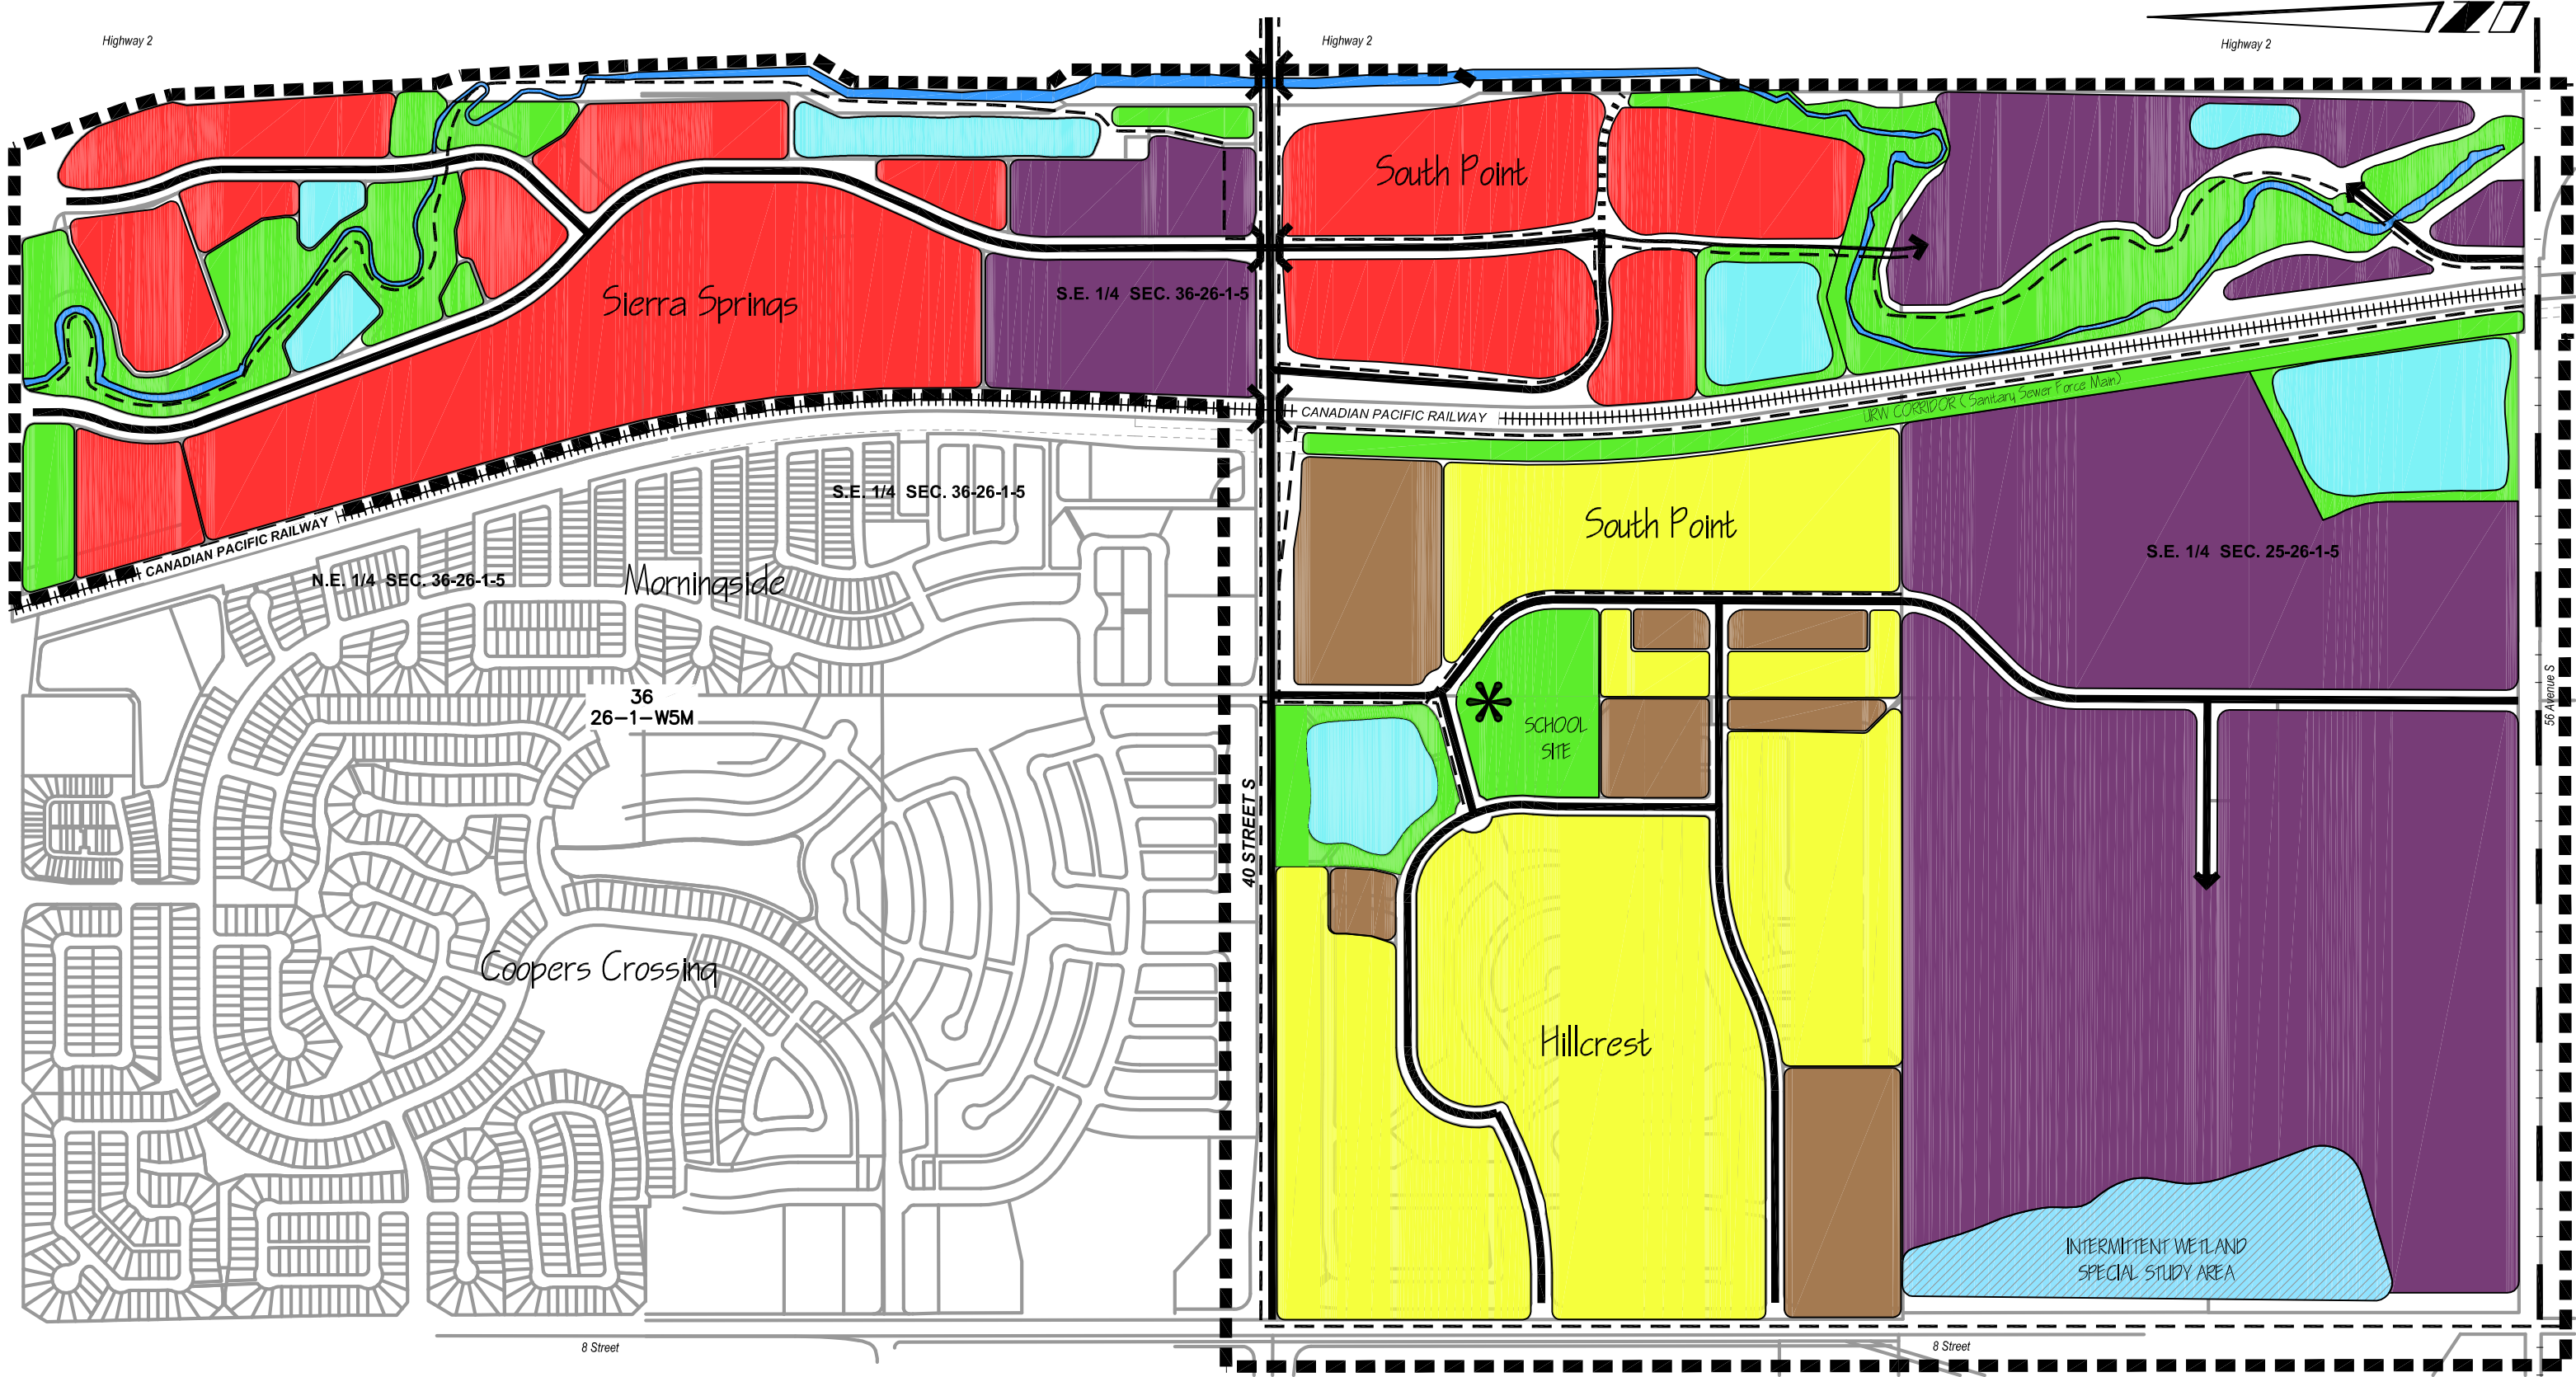 Highway 2
Highway 2
Highway 2
South Point
Sierra Springs
S.E. 1/4 SEC. 36-26-1-5
CANADIAN PACIFIC RAILWAY
URW CORRIDOR (Sanitary Sewer Force Main)
S.E. 1/4 SEC. 36-26-1-5
South Point
CANADIAN PACIFIC RAILWAY
S.E. 1/4 SEC. 25-26-1-5
N.E. 1/4 SEC. 36-26-1-5
Morningside
36
26-1-W5M
SCHOOL
SITE
56 Avenue S
40 STREET S
Coopers Crossing
Hillcrest
INTERMITTENT WETLAND
SPECIAL STUDY AREA
8 Street
8 Street